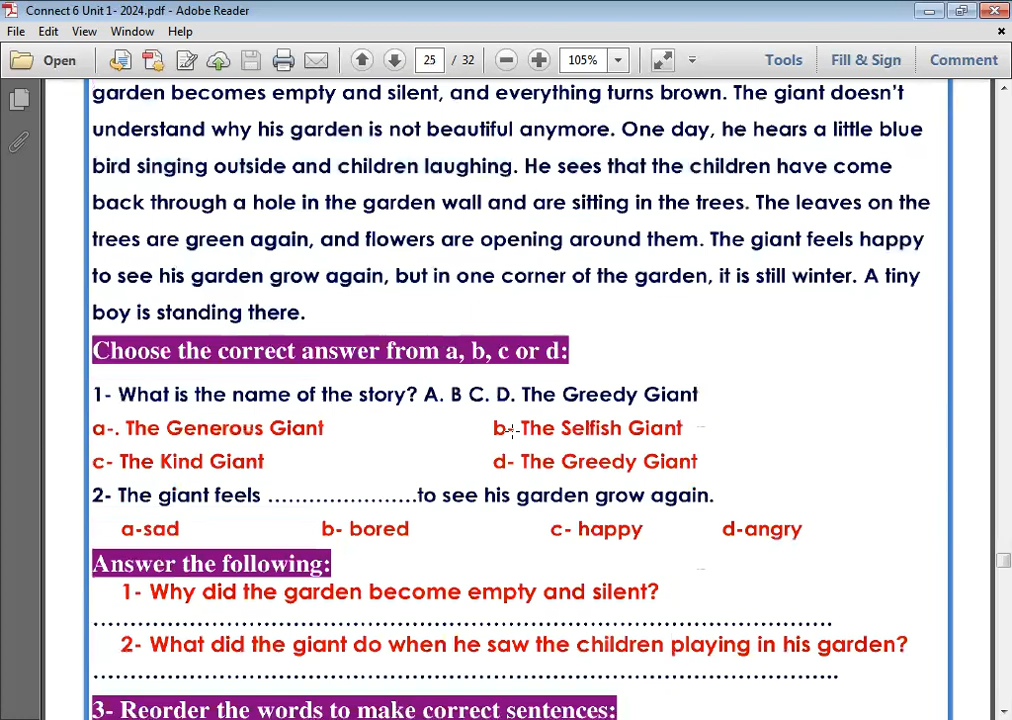 Connect 6 Unit 1- 2024.pdf - Adobe Reader
File Edit View Window Help
Open 25 / 32 105% Tools Fill & Sign Comment
garden becomes empty and silent, and everything turns brown. The giant doesn't
understand why his garden is not beautiful anymore. One day, he hears a little blue
bird singing outside and children laughing. He sees that the children have come
back through a hole in the garden wall and are sitting in the trees. The leaves on the
trees are green again, and flowers are opening around them. The giant feels happy
to see his garden grow again, but in one corner of the garden, it is still winter. A tiny
boy is standing there.
Choose the correct answer from a, b, c or d:
1- What is the name of the story? A. B C. D. The Greedy Giant
a-. The Generous Giant b- The Selfish Giant
c- The Kind Giant d- The Greedy Giant
2- The giant feels ………………….to see his garden grow again.
a-sad b- bored c- happy d-angry
Answer the following:
1- Why did the garden become empty and silent?
………………………………………………………………………………………
2- What did the giant do when he saw the children playing in his garden?
……………………………………………………………………………………….
3- Reorder the words to make correct sentences: